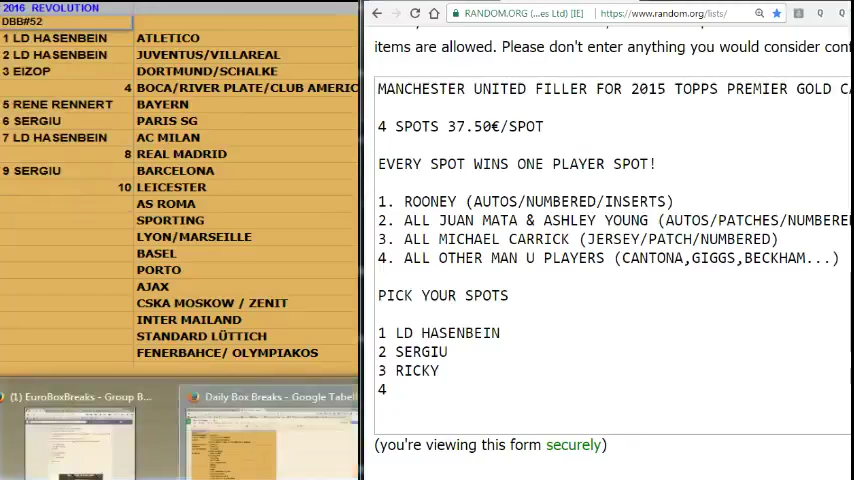 2016 REVOLUTION
DBB#52
1 LD HASENBEIN ATLETICO
2 LD HASENBEIN JUVENTUS/VILLAREAL
3 EIZOP DORTMUND/SCHALKE
4 BOCA/RIVER PLATE/CLUB AMERIC
5 RENE RENNERT BAYERN
6 SERGIU PARIS SG
7 LD HASENBEIN AC MILAN
8 REAL MADRID
9 SERGIU BARCELONA
10 LEICESTER
AS ROMA
SPORTING
LYON/MARSEILLE
BASEL
PORTO
AJAX
CSKA MOSKOW / ZENIT
INTER MAILAND
STANDARD LÜTTICH
FENERBAHCE/ OLYMPIAKOS
(1) EuroBoxBreaks - Group B...
Daily Box Breaks - Google Tabell
RANDOM.ORG (...es Ltd) [IE] https://www.random.org/lists/
items are allowed. Please don't enter anything you would consider conf
MANCHESTER UNITED FILLER FOR 2015 TOPPS PREMIER GOLD CA
4 SPOTS 37.50€/SPOT
EVERY SPOT WINS ONE PLAYER SPOT!
1. ROONEY (AUTOS/NUMBERED/INSERTS)
2. ALL JUAN MATA & ASHLEY YOUNG (AUTOS/PATCHES/NUMBERED
3. ALL MICHAEL CARRICK (JERSEY/PATCH/NUMBERED)
4. ALL OTHER MAN U PLAYERS (CANTONA,GIGGS,BECKHAM...)
PICK YOUR SPOTS
1 LD HASENBEIN
2 SERGIU
3 RICKY
4
(you're viewing this form securely)